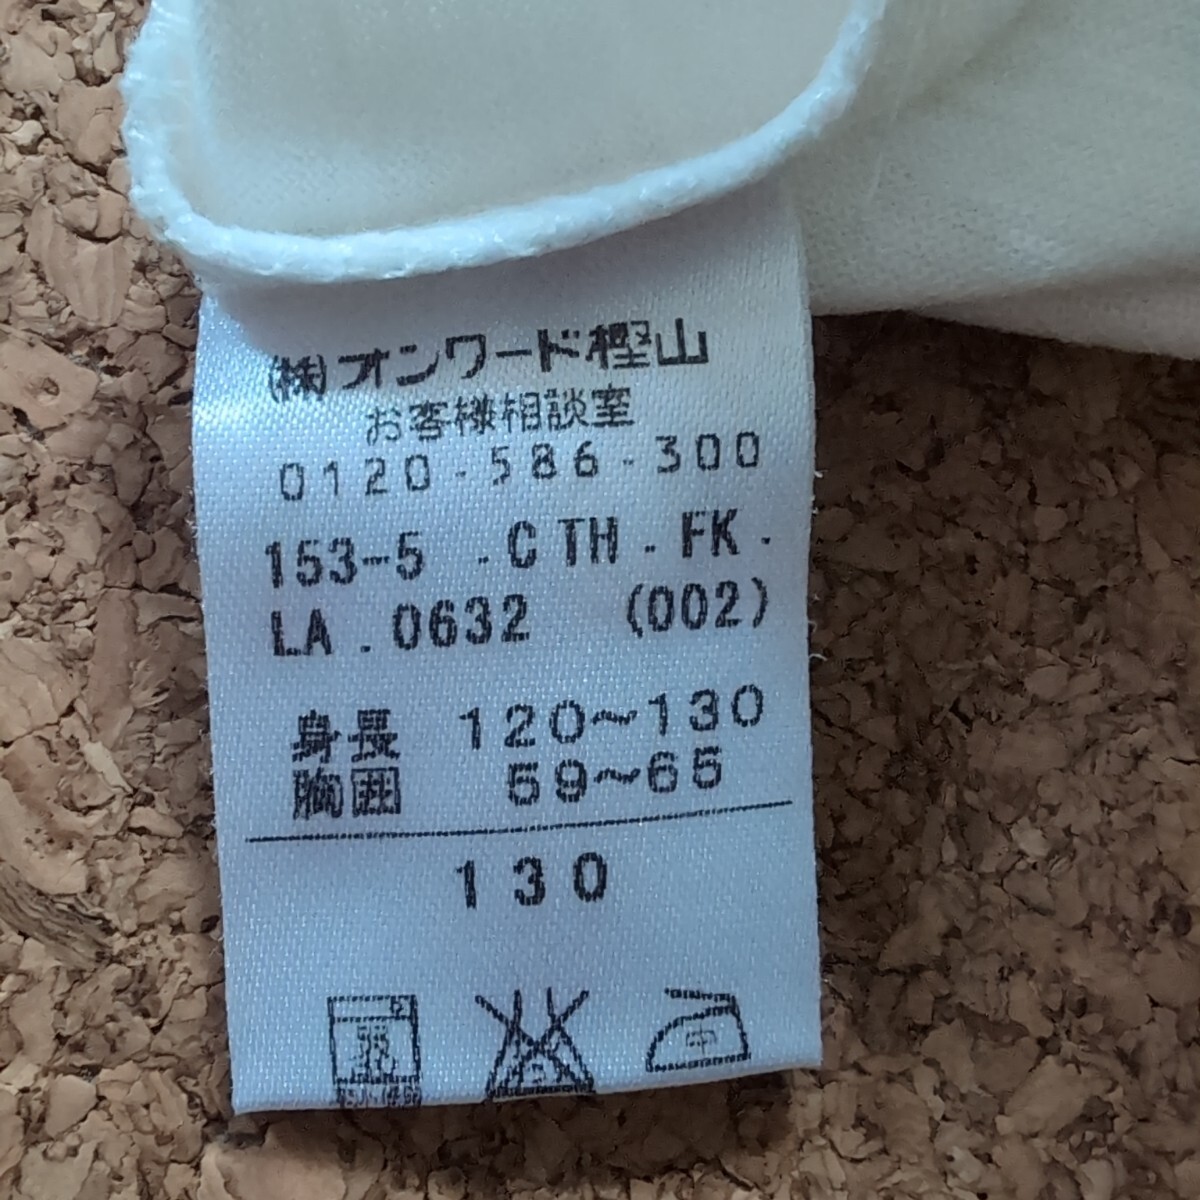 (株)オンワード樫山
お客様相談室
0120-586-300
153-5 .CTH.FK.
LA.0632 (002)
身長 120～130
胸囲 59～65
130
中